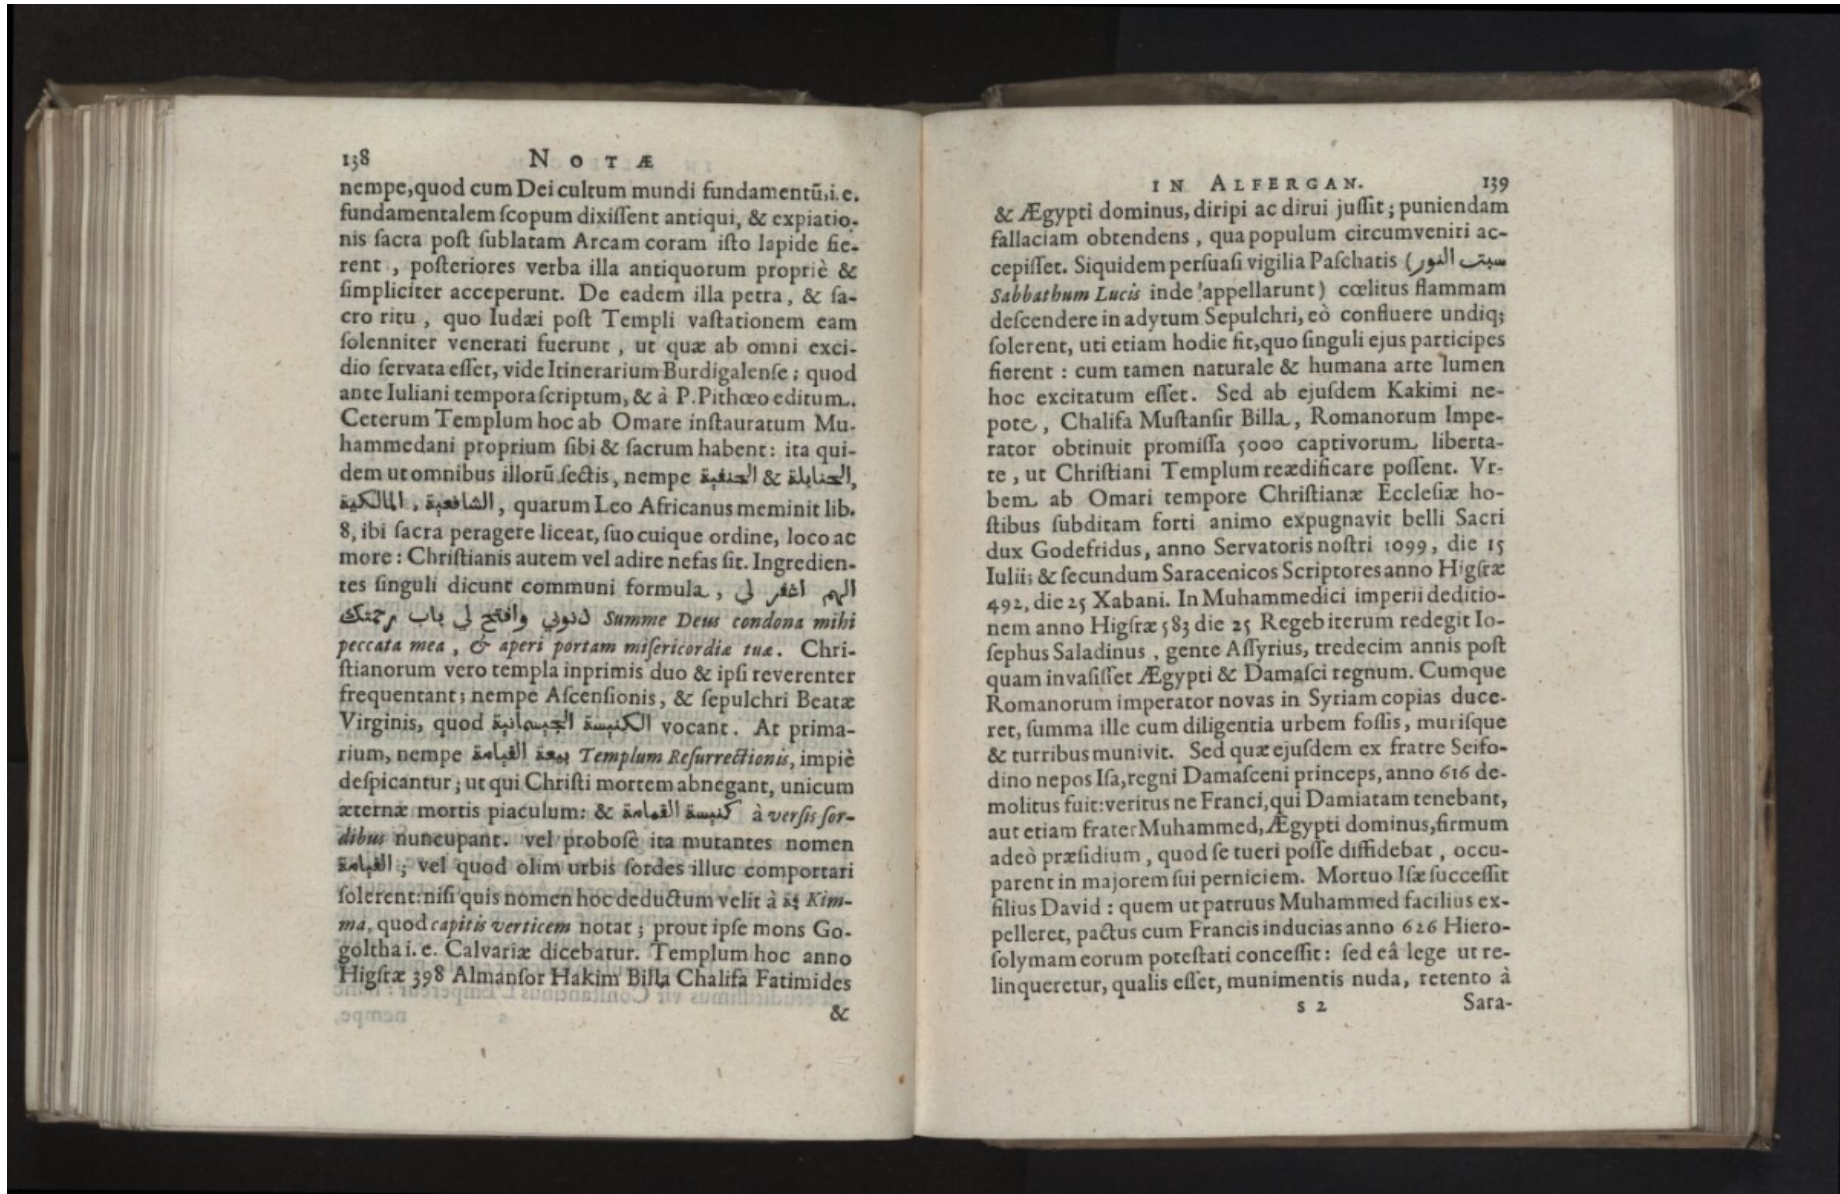 138 NOTÆ
nempe, quod cum Dei cultum mundi fundamentũ, i. e.
fundamentalem ſcopum dixiſſent antiqui, & expiatio-
nis ſacra poſt ſublatam Arcam coram iſto lapide fie-
rent, poſteriores verba illa antiquorum propriè &
ſimpliciter acceperunt. De eadem illa petra, & ſa-
cro ritu, quo Iudæi poſt Templi vaſtationem eam
ſolenniter venerati fuerunt, ut quæ ab omni exci-
dio ſervata eſſet, vide Itinerarium Burdigalenſe; quod
ante Iuliani tempora ſcriptum, & à P. Pithœo editum.
Ceterum Templum hoc ab Omare inſtauratum Mu-
hammedani proprium ſibi & ſacrum habent: ita qui-
dem ut omnibus illorũ ſectis, nempe الحنفية & الحنابلة,
الشافعية, المالكية, quarum Leo Africanus meminit lib.
8, ibi ſacra peragere liceat, ſuo cuique ordine, loco ac
more: Chriſtianis autem vel adire nefas ſit. Ingredien-
tes ſinguli dicunt communi formula, الهم اغفر لي
ذنوبي وافتح لي باب رحمتك Summe Deus condona mihi
peccata mea, & aperi portam miſericordiæ tuæ. Chri-
ſtianorum vero templa inprimis duo & ipſi reverenter
frequentant; nempe Aſcenſionis, & ſepulchri Beatæ
Virginis, quod الكنيسة الجيسمانية vocant. At prima-
rium, nempe بيعة القيامة Templum Reſurrectionis, impiè
deſpicantur; ut qui Chriſti mortem abnegant, unicum
æternæ mortis piaculum: & كنيسة القمامة à verſis ſor-
dibus nuncupant. vel proboſè ita mutantes nomen
القيامة; vel quod olim urbis ſordes illuc comportari
ſolerent: niſi quis nomen hoc deductum velit à قمة Kim-
ma, quod capitis verticem notat; prout ipſe mons Go-
goltha i. e. Calvariæ dicebatur. Templum hoc anno
Higſræ 398 Almanſor Hakim Billa Chalifa Fatimides
&
IN ALFERGAN. 139
& Ægypti dominus, diripi ac dirui juſſit; puniendam
fallaciam obtendens, qua populum circumveniri ac-
cepiſſet. Siquidem perſuaſi vigilia Paſchatis (سبت النور
Sabbathum Lucis inde appellarunt) cœlitus flammam
deſcendere in adytum Sepulchri, eò confluere undiq;
ſolerent, uti etiam hodie fit, quo ſinguli ejus participes
fierent: cum tamen naturale & humana arte lumen
hoc excitatum eſſet. Sed ab ejuſdem Kakimi ne-
pote, Chalifa Muſtanſir Billa, Romanorum Impe-
rator obtinuit promiſſa 5000 captivorum liberta-
te, ut Chriſtiani Templum reædificare poſſent. Vr-
bem ab Omari tempore Chriſtianæ Eccleſiæ ho-
ſtibus ſubditam forti animo expugnavit belli Sacri
dux Godefridus, anno Servatoris noſtri 1099, die 15
Iulii; & ſecundum Saracenicos Scriptores anno Higſræ
492, die 25 Xabani. In Muhammedici imperii deditio-
nem anno Higſræ 583 die 25 Regeb iterum redegit Io-
ſephus Saladinus, gente Aſſyrius, tredecim annis poſt
quam invaſiſſet Ægypti & Damaſci regnum. Cumque
Romanorum imperator novas in Syriam copias duce-
ret, ſumma ille cum diligentia urbem foſſis, muriſque
& turribus munivit. Sed quæ ejuſdem ex fratre Seifo-
dino nepos Iſa, regni Damaſceni princeps, anno 616 de-
molitus fuit: veritus ne Franci, qui Damiatam tenebant,
aut etiam frater Muhammed, Ægypti dominus, firmum
adeò præſidium, quod ſe tueri poſſe diffidebat, occu-
parent in majorem ſui perniciem. Mortuo Iſæ ſucceſſit
filius David: quem ut patruus Muhammed facilius ex-
pelleret, pactus cum Francis inducias anno 626 Hiero-
ſolymam eorum poteſtati conceſſit: ſed eâ lege ut re-
linqueretur, qualis eſſet, munimentis nuda, retento à
S 2 Sara-